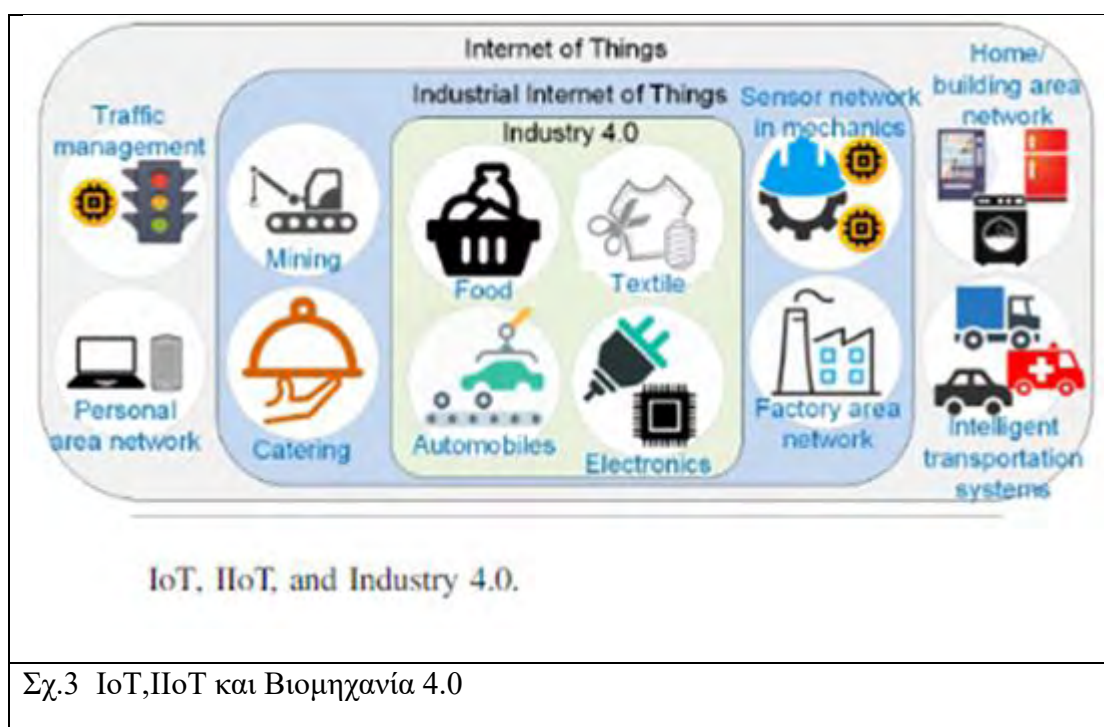 Internet of Things
Industrial Internet of Things
Industry 4.0
Traffic
management
Personal
area network
Mining
Catering
Food
Textile
Automobiles
Electronics
Sensor network
in mechanics
Factory area
network
Home/
building area
network
Intelligent
transportation
systems
IoT, IIoT, and Industry 4.0.
Σχ.3 IoT,IIoT και Βιομηχανία 4.0